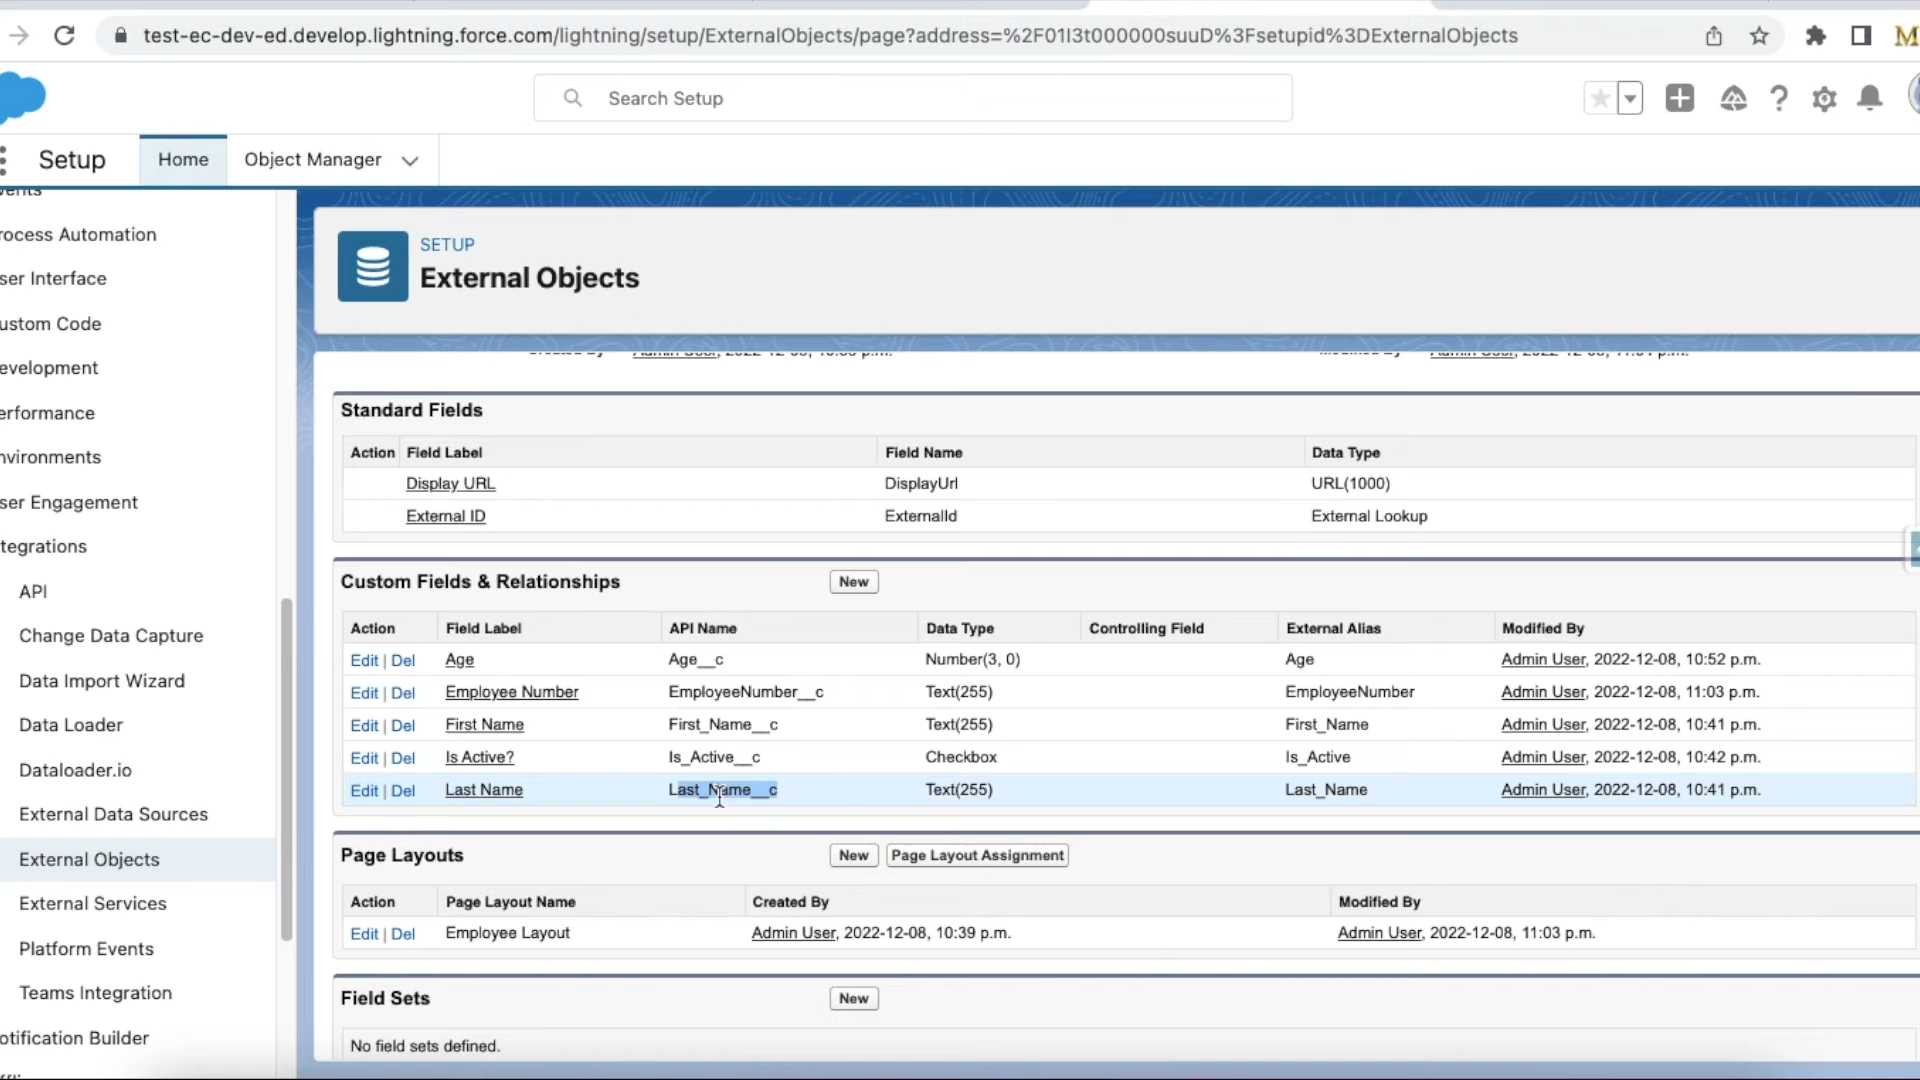 test-ec-dev-ed.develop.lightning.force.com/lightning/setup/ExternalObjects/page?address=%2F01I3t000000suuD%3Fsetupid%3DExternalObjects
M
Search Setup
Setup Home Object Manager
rocess Automation
ser Interface
ustom Code
evelopment
erformance
nvironments
ser Engagement
tegrations
API
Change Data Capture
Data Import Wizard
Data Loader
Dataloader.io
External Data Sources
External Objects
External Services
Platform Events
Teams Integration
otification Builder
SETUP
External Objects
Standard Fields
Action Field Label Field Name Data Type
Display URL DisplayUrl URL(1000)
External ID ExternalId External Lookup
Custom Fields & Relationships New
Action Field Label API Name Data Type Controlling Field External Alias Modified By
Edit | Del Age Age__c Number(3, 0) Age Admin User, 2022-12-08, 10:52 p.m.
Edit | Del Employee Number EmployeeNumber__c Text(255) EmployeeNumber Admin User, 2022-12-08, 11:03 p.m.
Edit | Del First Name First_Name__c Text(255) First_Name Admin User, 2022-12-08, 10:41 p.m.
Edit | Del Is Active? Is_Active__c Checkbox Is_Active Admin User, 2022-12-08, 10:42 p.m.
Edit | Del Last Name Last_Name__c Text(255) Last_Name Admin User, 2022-12-08, 10:41 p.m.
Page Layouts New Page Layout Assignment
Action Page Layout Name Created By Modified By
Edit | Del Employee Layout Admin User, 2022-12-08, 10:39 p.m. Admin User, 2022-12-08, 11:03 p.m.
Field Sets New
No field sets defined.